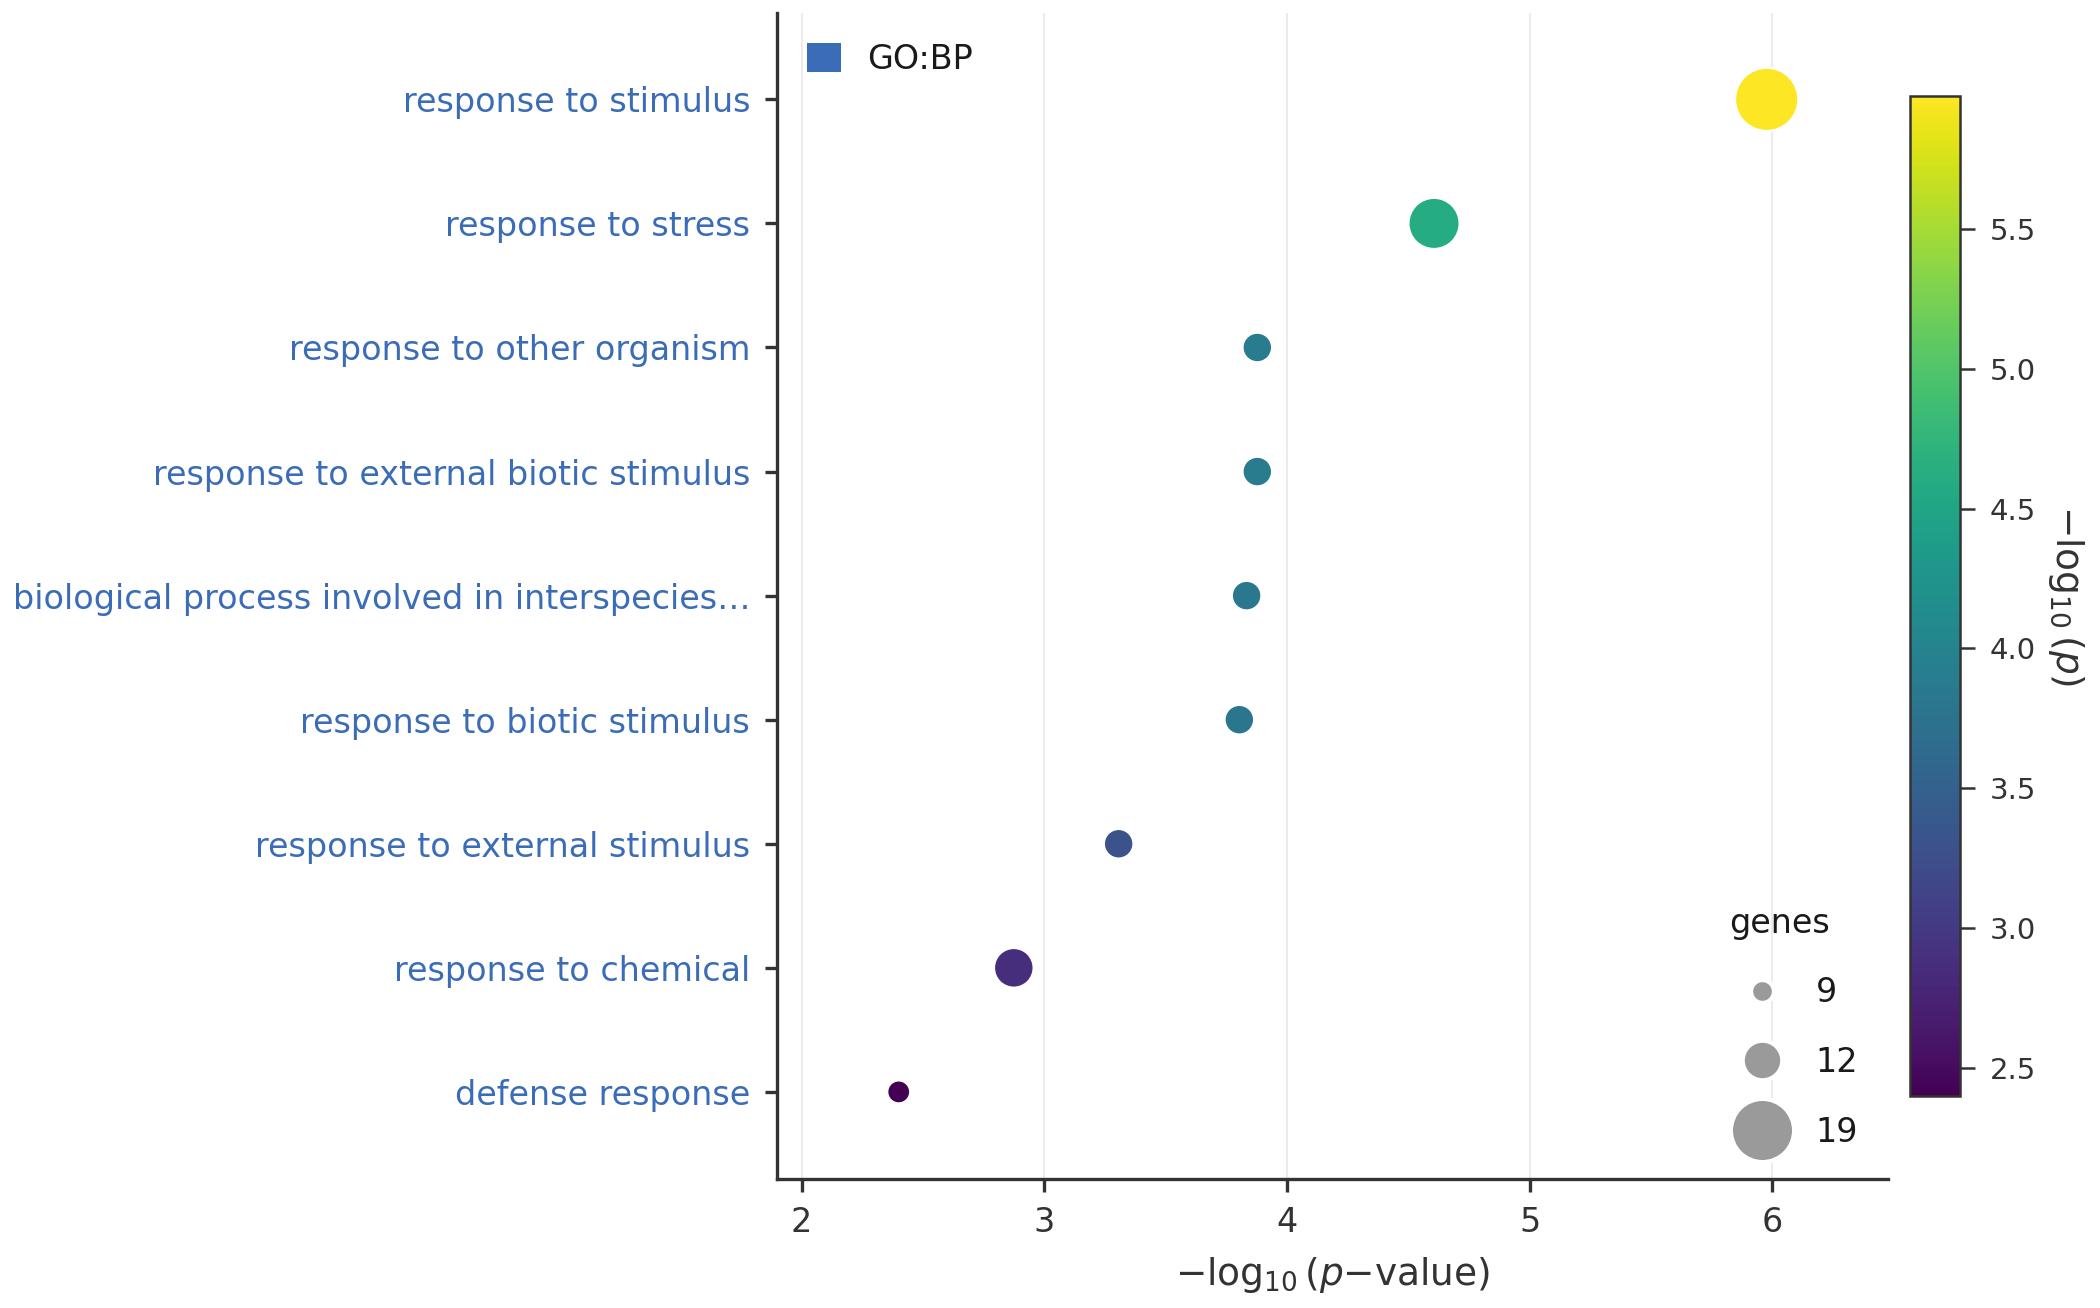 GO:BP
response to stimulus
response to stress
response to other organism
response to external biotic stimulus
biological process involved in interspecies...
response to biotic stimulus
response to external stimulus
response to chemical
defense response
genes
9
12
19
2 3 4 5 6
−log₁₀ (p−value)
5.5
5.0
4.5
4.0
3.5
3.0
2.5
−log₁₀ (p)